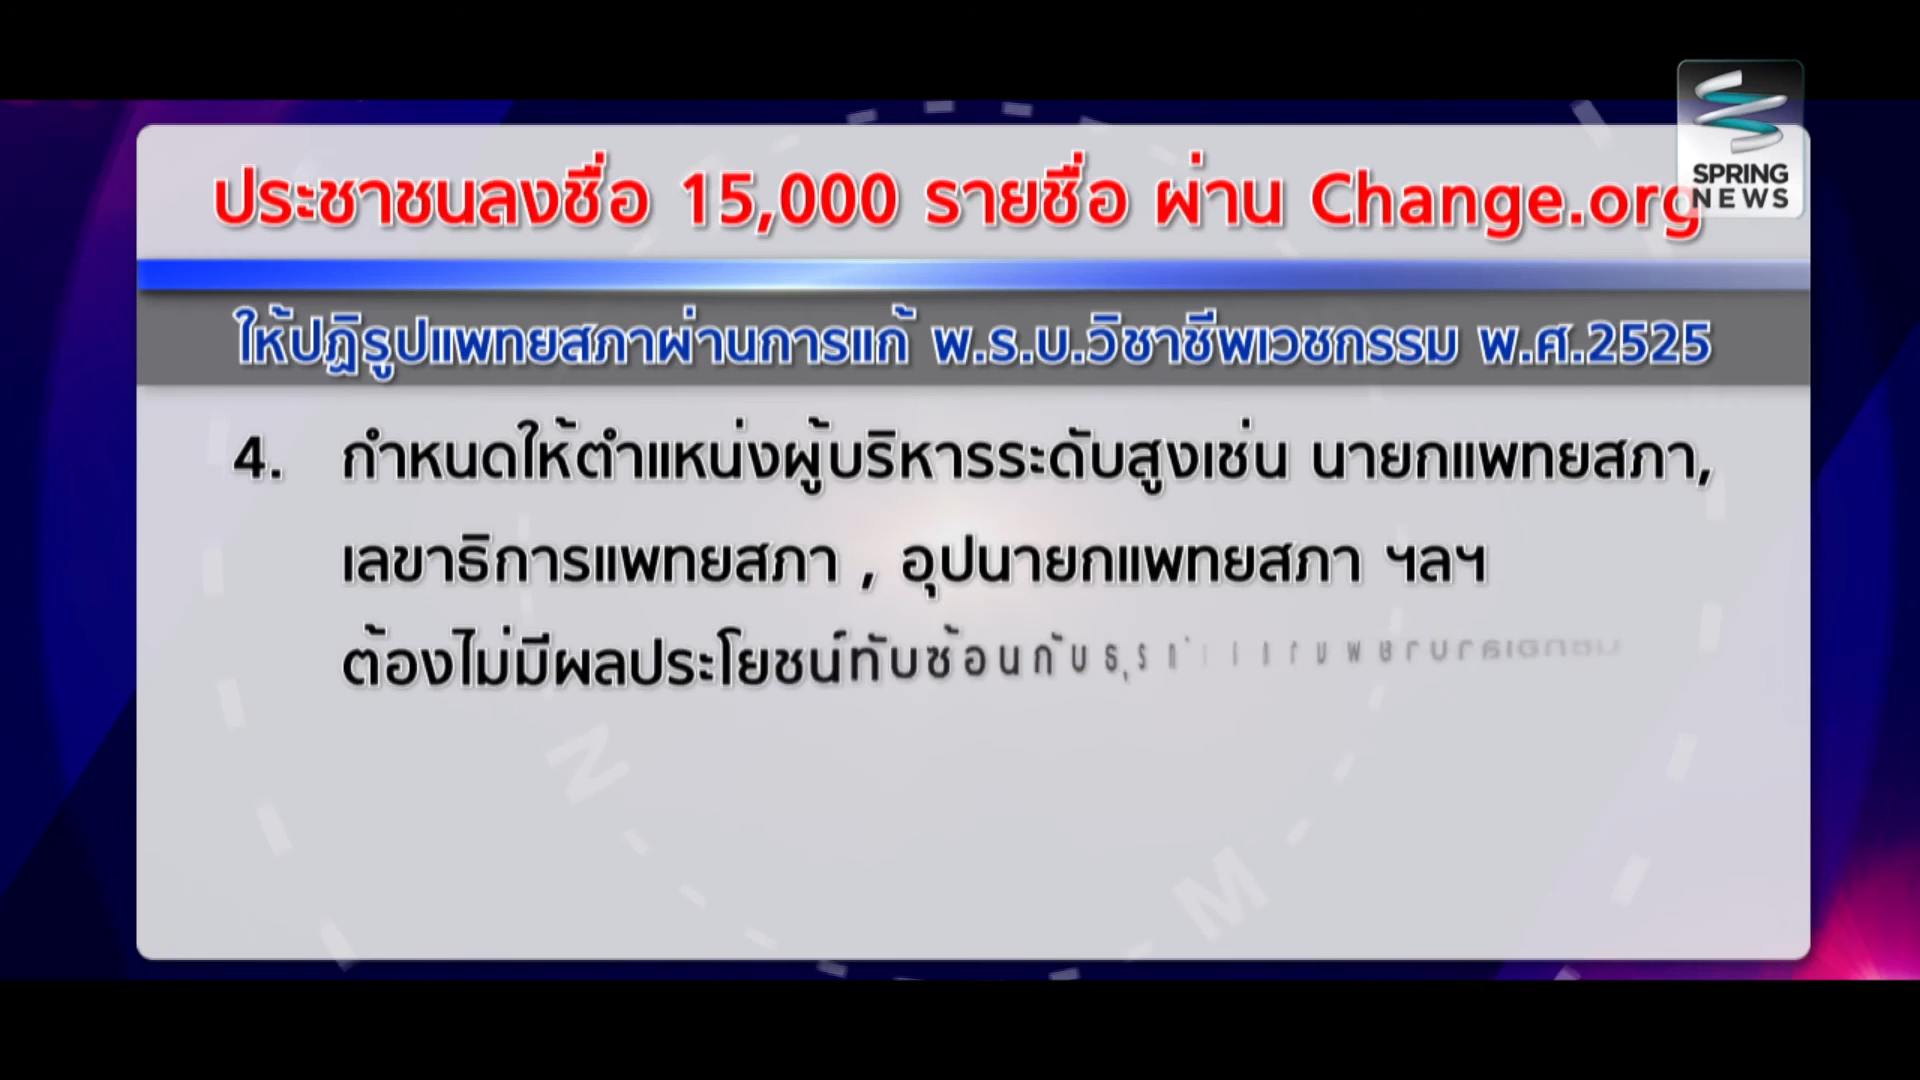 SPRING
NEWS
ประชาชนลงชื่อ 15,000 รายชื่อ ผ่าน Change.org
ให้ปฏิรูปแพทยสภาผ่านการแก้ พ.ร.บ.วิชาชีพเวชกรรม พ.ศ.2525
4. กำหนดให้ตำแหน่งผู้บริหารระดับสูงเช่น นายกแพทยสภา,
เลขาธิการแพทยสภา , อุปนายกแพทยสภา ฯลฯ
ต้องไม่มีผลประโยชน์ทับซ้อนกับ